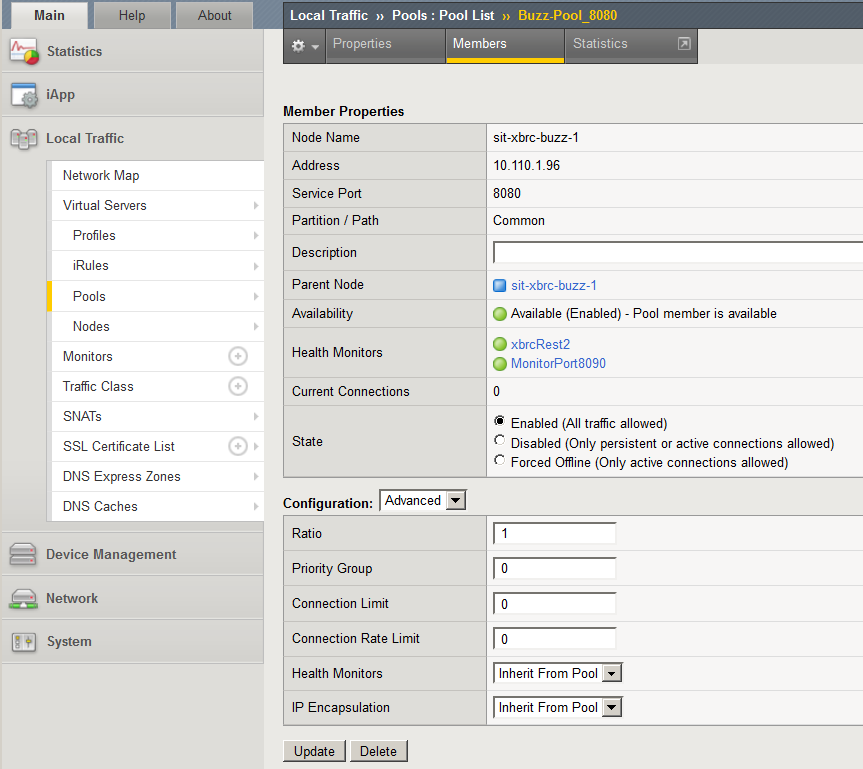 Main Help About
Local Traffic ›› Pools : Pool List ›› Buzz-Pool_8080
Properties Members Statistics
Statistics
iApp
Local Traffic
Network Map
Virtual Servers
Profiles
iRules
Pools
Nodes
Monitors
Traffic Class
SNATs
SSL Certificate List
DNS Express Zones
DNS Caches
Device Management
Network
System
Member Properties
Node Name sit-xbrc-buzz-1
Address 10.110.1.96
Service Port 8080
Partition / Path Common
Description
Parent Node sit-xbrc-buzz-1
Availability Available (Enabled) - Pool member is available
Health Monitors xbrcRest2
MonitorPort8090
Current Connections 0
State Enabled (All traffic allowed)
Disabled (Only persistent or active connections allowed)
Forced Offline (Only active connections allowed)
Configuration: Advanced
Ratio 1
Priority Group 0
Connection Limit 0
Connection Rate Limit 0
Health Monitors Inherit From Pool
IP Encapsulation Inherit From Pool
Update Delete